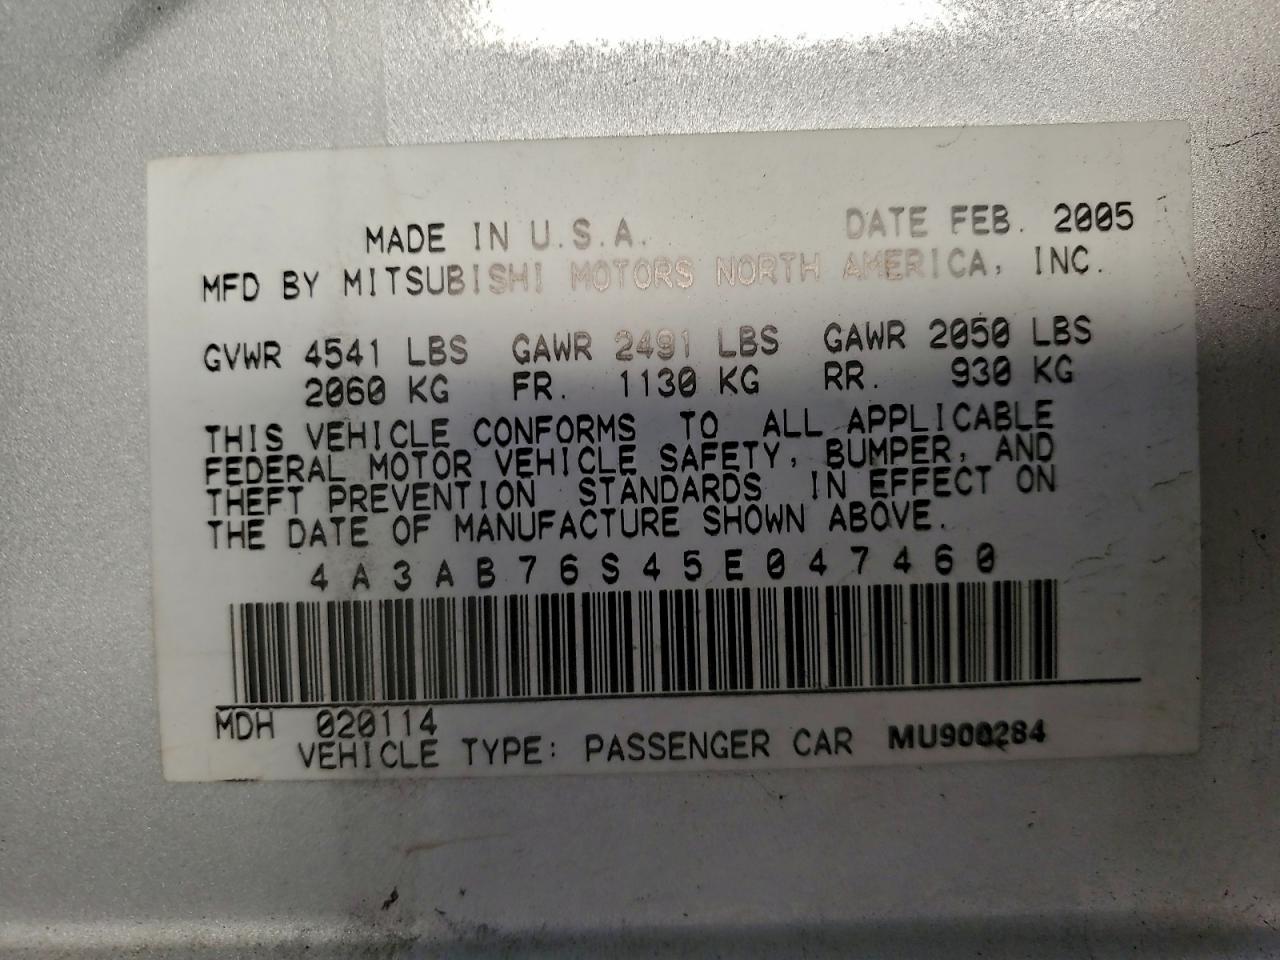 MADE IN U.S.A. DATE FEB. 2005
MFD BY MITSUBISHI MOTORS NORTH AMERICA, INC.
GVWR 4541 LBS GAWR 2491 LBS GAWR 2050 LBS
2060 KG FR. 1130 KG RR. 930 KG
THIS VEHICLE CONFORMS TO ALL APPLICABLE
FEDERAL MOTOR VEHICLE SAFETY, BUMPER, AND
THEFT PREVENTION STANDARDS IN EFFECT ON
THE DATE OF MANUFACTURE SHOWN ABOVE.
4A3AB76S45E047460
MDH 020114
VEHICLE TYPE: PASSENGER CAR MU900284